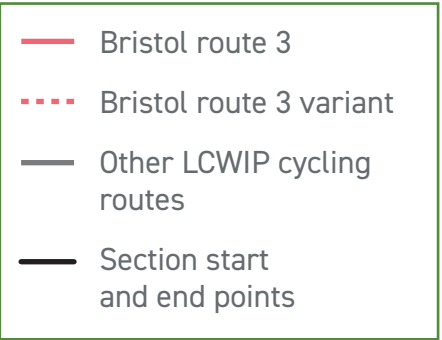 Bristol route 3
Bristol route 3 variant
Other LCWIP cycling
routes
Section start
and end points